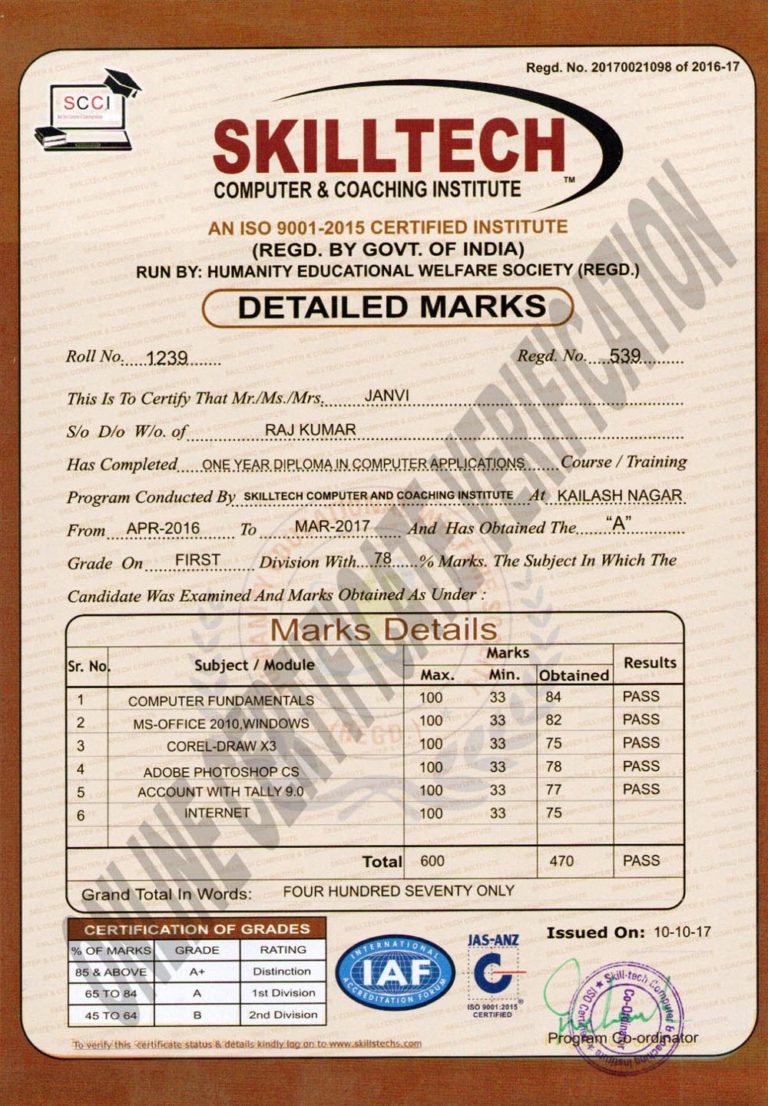 Regd. No. 20170021098 of 2016-17
SCCI
SKILLTECH
TM
COMPUTER & COACHING INSTITUTE
AN ISO 9001-2015 CERTIFIED INSTITUTE
(REGD. BY GOVT. OF INDIA)
RUN BY: HUMANITY EDUCATIONAL WELFARE SOCIETY (REGD.)
DETAILED MARKS
Roll No. 1239 Regd. No. 539
This Is To Certify That Mr./Ms./Mrs. JANVI
S/o D/o W/o. of RAJ KUMAR
Has Completed ONE YEAR DIPLOMA IN COMPUTER APPLICATIONS Course / Training
Program Conducted By SKILLTECH COMPUTER AND COACHING INSTITUTE At KAILASH NAGAR
From APR-2016 To MAR-2017 And Has Obtained The "A"
Grade On FIRST Division With 78 % Marks. The Subject In Which The
Candidate Was Examined And Marks Obtained As Under :
Marks Details
Sr. No. Subject / Module Marks Results
Max. Min. Obtained
1 COMPUTER FUNDAMENTALS 100 33 84 PASS
2 MS-OFFICE 2010,WINDOWS 100 33 82 PASS
3 COREL-DRAW X3 100 33 75 PASS
4 ADOBE PHOTOSHOP CS 100 33 78 PASS
5 ACCOUNT WITH TALLY 9.0 100 33 77 PASS
6 INTERNET 100 33 75
Total 600 470 PASS
Grand Total In Words: FOUR HUNDRED SEVENTY ONLY
ONLINE CERTIFICATE VERIFICATION
CERTIFICATION OF GRADES
% OF MARKS GRADE RATING
85 & ABOVE A+ Distinction
65 TO 84 A 1st Division
45 TO 64 B 2nd Division
INTERNATIONAL
IAF
ACCREDITATION FORUM
JAS-ANZ
ISO 9001:2015
CERTIFIED
Issued On: 10-10-17
Skill-tech Computer &
Co-Ordinator
Program Co-ordinator
To verify this certificate status & details kindly log on to www.skilltechs.com